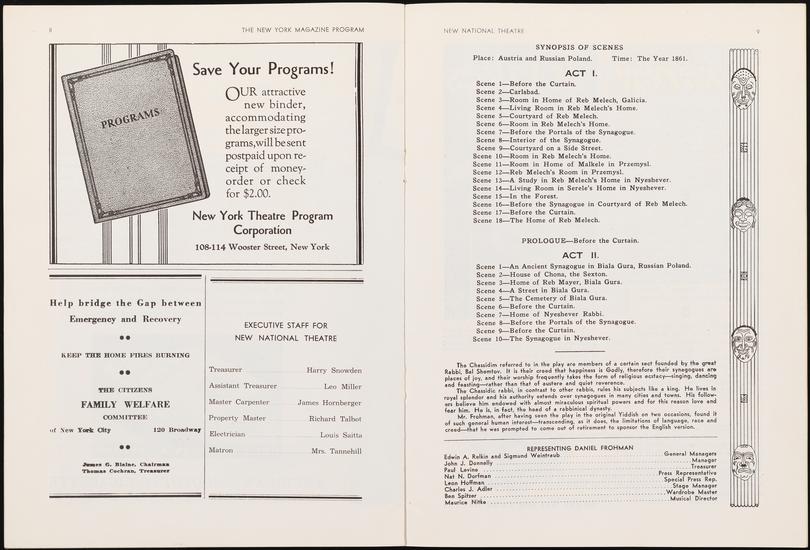 8
THE NEW YORK MAGAZINE PROGRAM
PROGRAMS
Save Your Programs!
OUR attractive
new binder,
accommodating
the larger size pro-
grams, will be sent
postpaid upon re-
ceipt of money-
order or check
for $2.00.
New York Theatre Program
Corporation
108-114 Wooster Street, New York
Help bridge the Gap between
Emergency and Recovery
KEEP THE HOME FIRES BURNING
THE CITIZENS
FAMILY WELFARE
COMMITTEE
of New York City 120 Broadway
James G. Blaine, Chairman
Thomas Cochran, Treasurer
EXECUTIVE STAFF FOR
NEW NATIONAL THEATRE
Treasurer Harry Snowden
Assistant Treasurer Leo Miller
Master Carpenter James Hornberger
Property Master Richard Talbot
Electrician Louis Saitta
Matron Mrs. Tannehill
NEW NATIONAL THEATRE
9
SYNOPSIS OF SCENES
Place: Austria and Russian Poland. Time: The Year 1861.
ACT I.
Scene 1—Before the Curtain.
Scene 2—Carlsbad.
Scene 3—Room in Home of Reb Melech, Galicia.
Scene 4—Living Room in Reb Melech's Home.
Scene 5—Courtyard of Reb Melech.
Scene 6—Room in Reb Melech's Home.
Scene 7—Before the Portals of the Synagogue.
Scene 8—Interior of the Synagogue.
Scene 9—Courtyard on a Side Street.
Scene 10—Room in Reb Melech's Home.
Scene 11—Room in Home of Malkele in Przemysl.
Scene 12—Reb Melech's Room in Przemysl.
Scene 13—A Study in Reb Melech's Home in Nyeshever.
Scene 14—Living Room in Serele's Home in Nyeshever.
Scene 15—In the Forest.
Scene 16—Before the Synagogue in Courtyard of Reb Melech.
Scene 17—Before the Curtain.
Scene 18—The Home of Reb Melech.
PROLOGUE—Before the Curtain.
ACT II.
Scene 1—An Ancient Synagogue in Biala Gura, Russian Poland.
Scene 2—House of Chona, the Sexton.
Scene 3—Home of Reb Mayer, Biala Gura.
Scene 4—A Street in Biala Gura.
Scene 5—The Cemetery of Biala Gura.
Scene 6—Before the Curtain.
Scene 7—Home of Nyeshever Rabbi.
Scene 8—Before the Portals of the Synagogue.
Scene 9—Before the Curtain.
Scene 10—The Synagogue in Nyeshever.
The Chassidim referred to in the play are members of a certain sect founded by the great
Rabbi, Bal Shemtov. It is their creed that happiness is Godly, therefore their synagogues are
places of joy, and their worship frequently takes the form of religious ecstacy—singing, dancing
and feasting—rather than that of austere and quiet reverence.
The Chassidic rabbi, in contrast to other rabbis, rules his subjects like a king. He lives in
royal splendor and his authority extends over synagogues in many cities and towns. His follow-
ers believe him endowed with almost miraculous spiritual powers and for this reason love and
fear him. He is, in fact, the head of a rabbinical dynasty.
Mr. Frohman, after having seen the play in the original Yiddish on two occasions, found it
of such general human interest—transcending, as it does, the limitations of language, race and
creed—that he was prompted to come out of retirement to sponsor the English version.
REPRESENTING DANIEL FROHMAN
Edwin A. Relkin and Sigmund Weintraub General Managers
John J. Donnelly Manager
Paul Levine Treasurer
Nat N. Dorfman Press Representative
Leon Hoffman Special Press Rep.
Charles J. Adler Stage Manager
Ben Spitzer Wardrobe Master
Maurice Nitke Musical Director